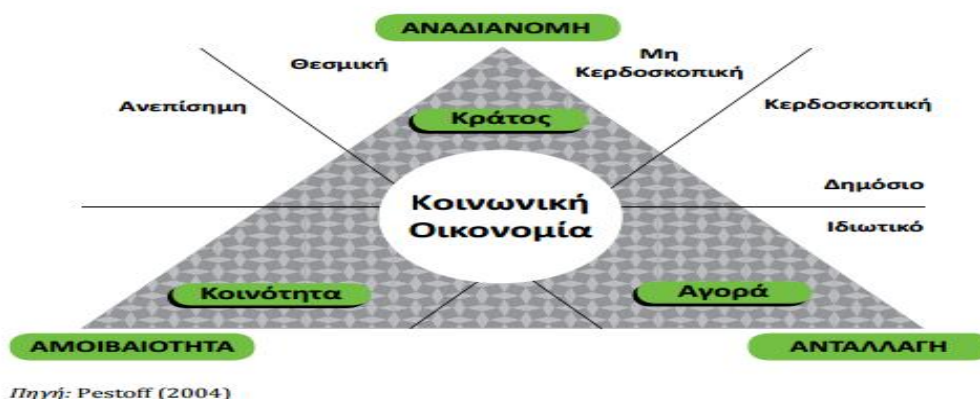 ΑΝΑΔΙΑΝΟΜΗ
Θεσμική
Μη
Κερδοσκοπική
Ανεπίσημη
Κερδοσκοπική
Κράτος
Δημόσιο
Κοινωνική
Οικονομία
Ιδιωτικό
Κοινότητα
Αγορά
ΑΜΟΙΒΑΙΟΤΗΤΑ
ΑΝΤΑΛΛΑΓΗ
Πηγή: Pestoff (2004)